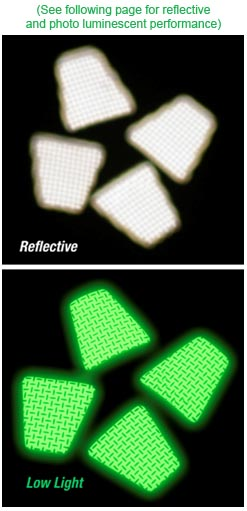 (See following page for reflective
and photo luminescent performance)
Reflective
Low Light